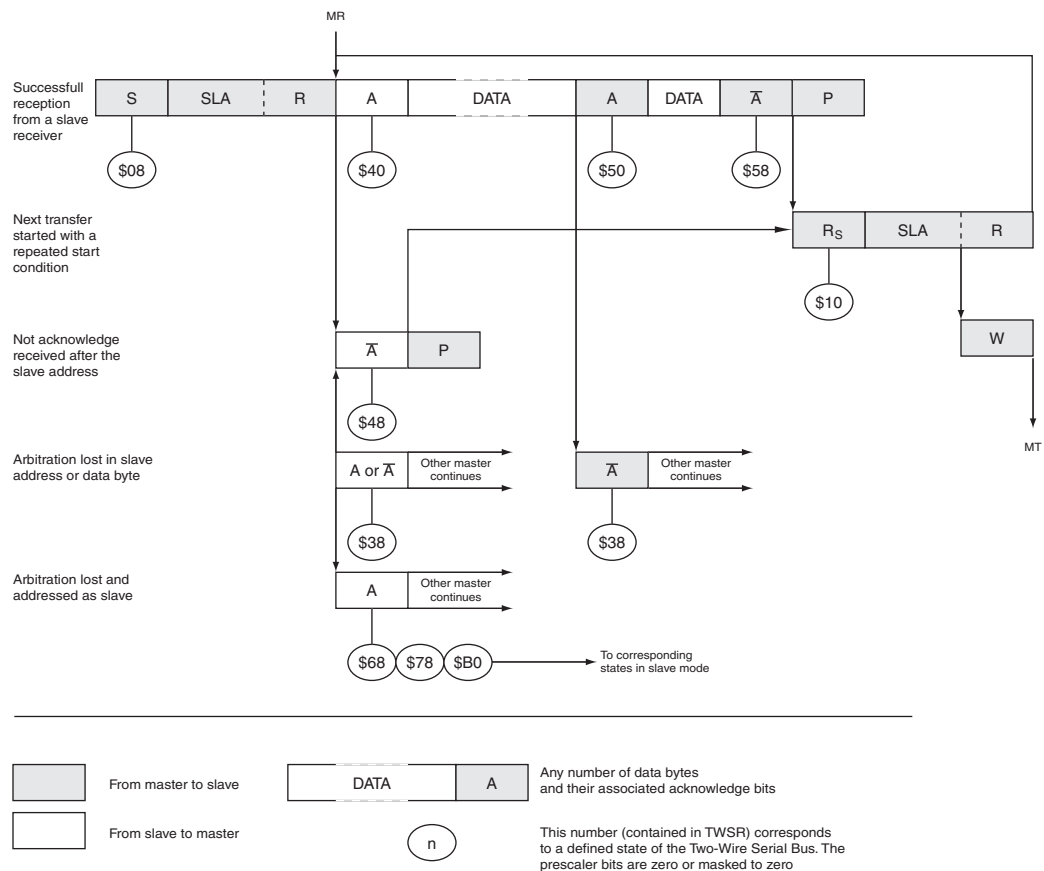 MR
Successfull
reception
from a slave
receiver
S SLA R A DATA A DATA A̅ P
$08 $40 $50 $58
Next transfer
started with a
repeated start
condition
RS SLA R
$10
Not acknowledge
received after the
slave address
A̅ P
W
$48
MT
Arbitration lost in slave
address or data byte
A or A̅
Other master
continues
A̅
Other master
continues
$38 $38
Arbitration lost and
addressed as slave
A
Other master
continues
$68 $78 $B0
To corresponding
states in slave mode
From master to slave
DATA A
Any number of data bytes
and their associated acknowledge bits
From slave to master
n
This number (contained in TWSR) corresponds
to a defined state of the Two-Wire Serial Bus. The
prescaler bits are zero or masked to zero